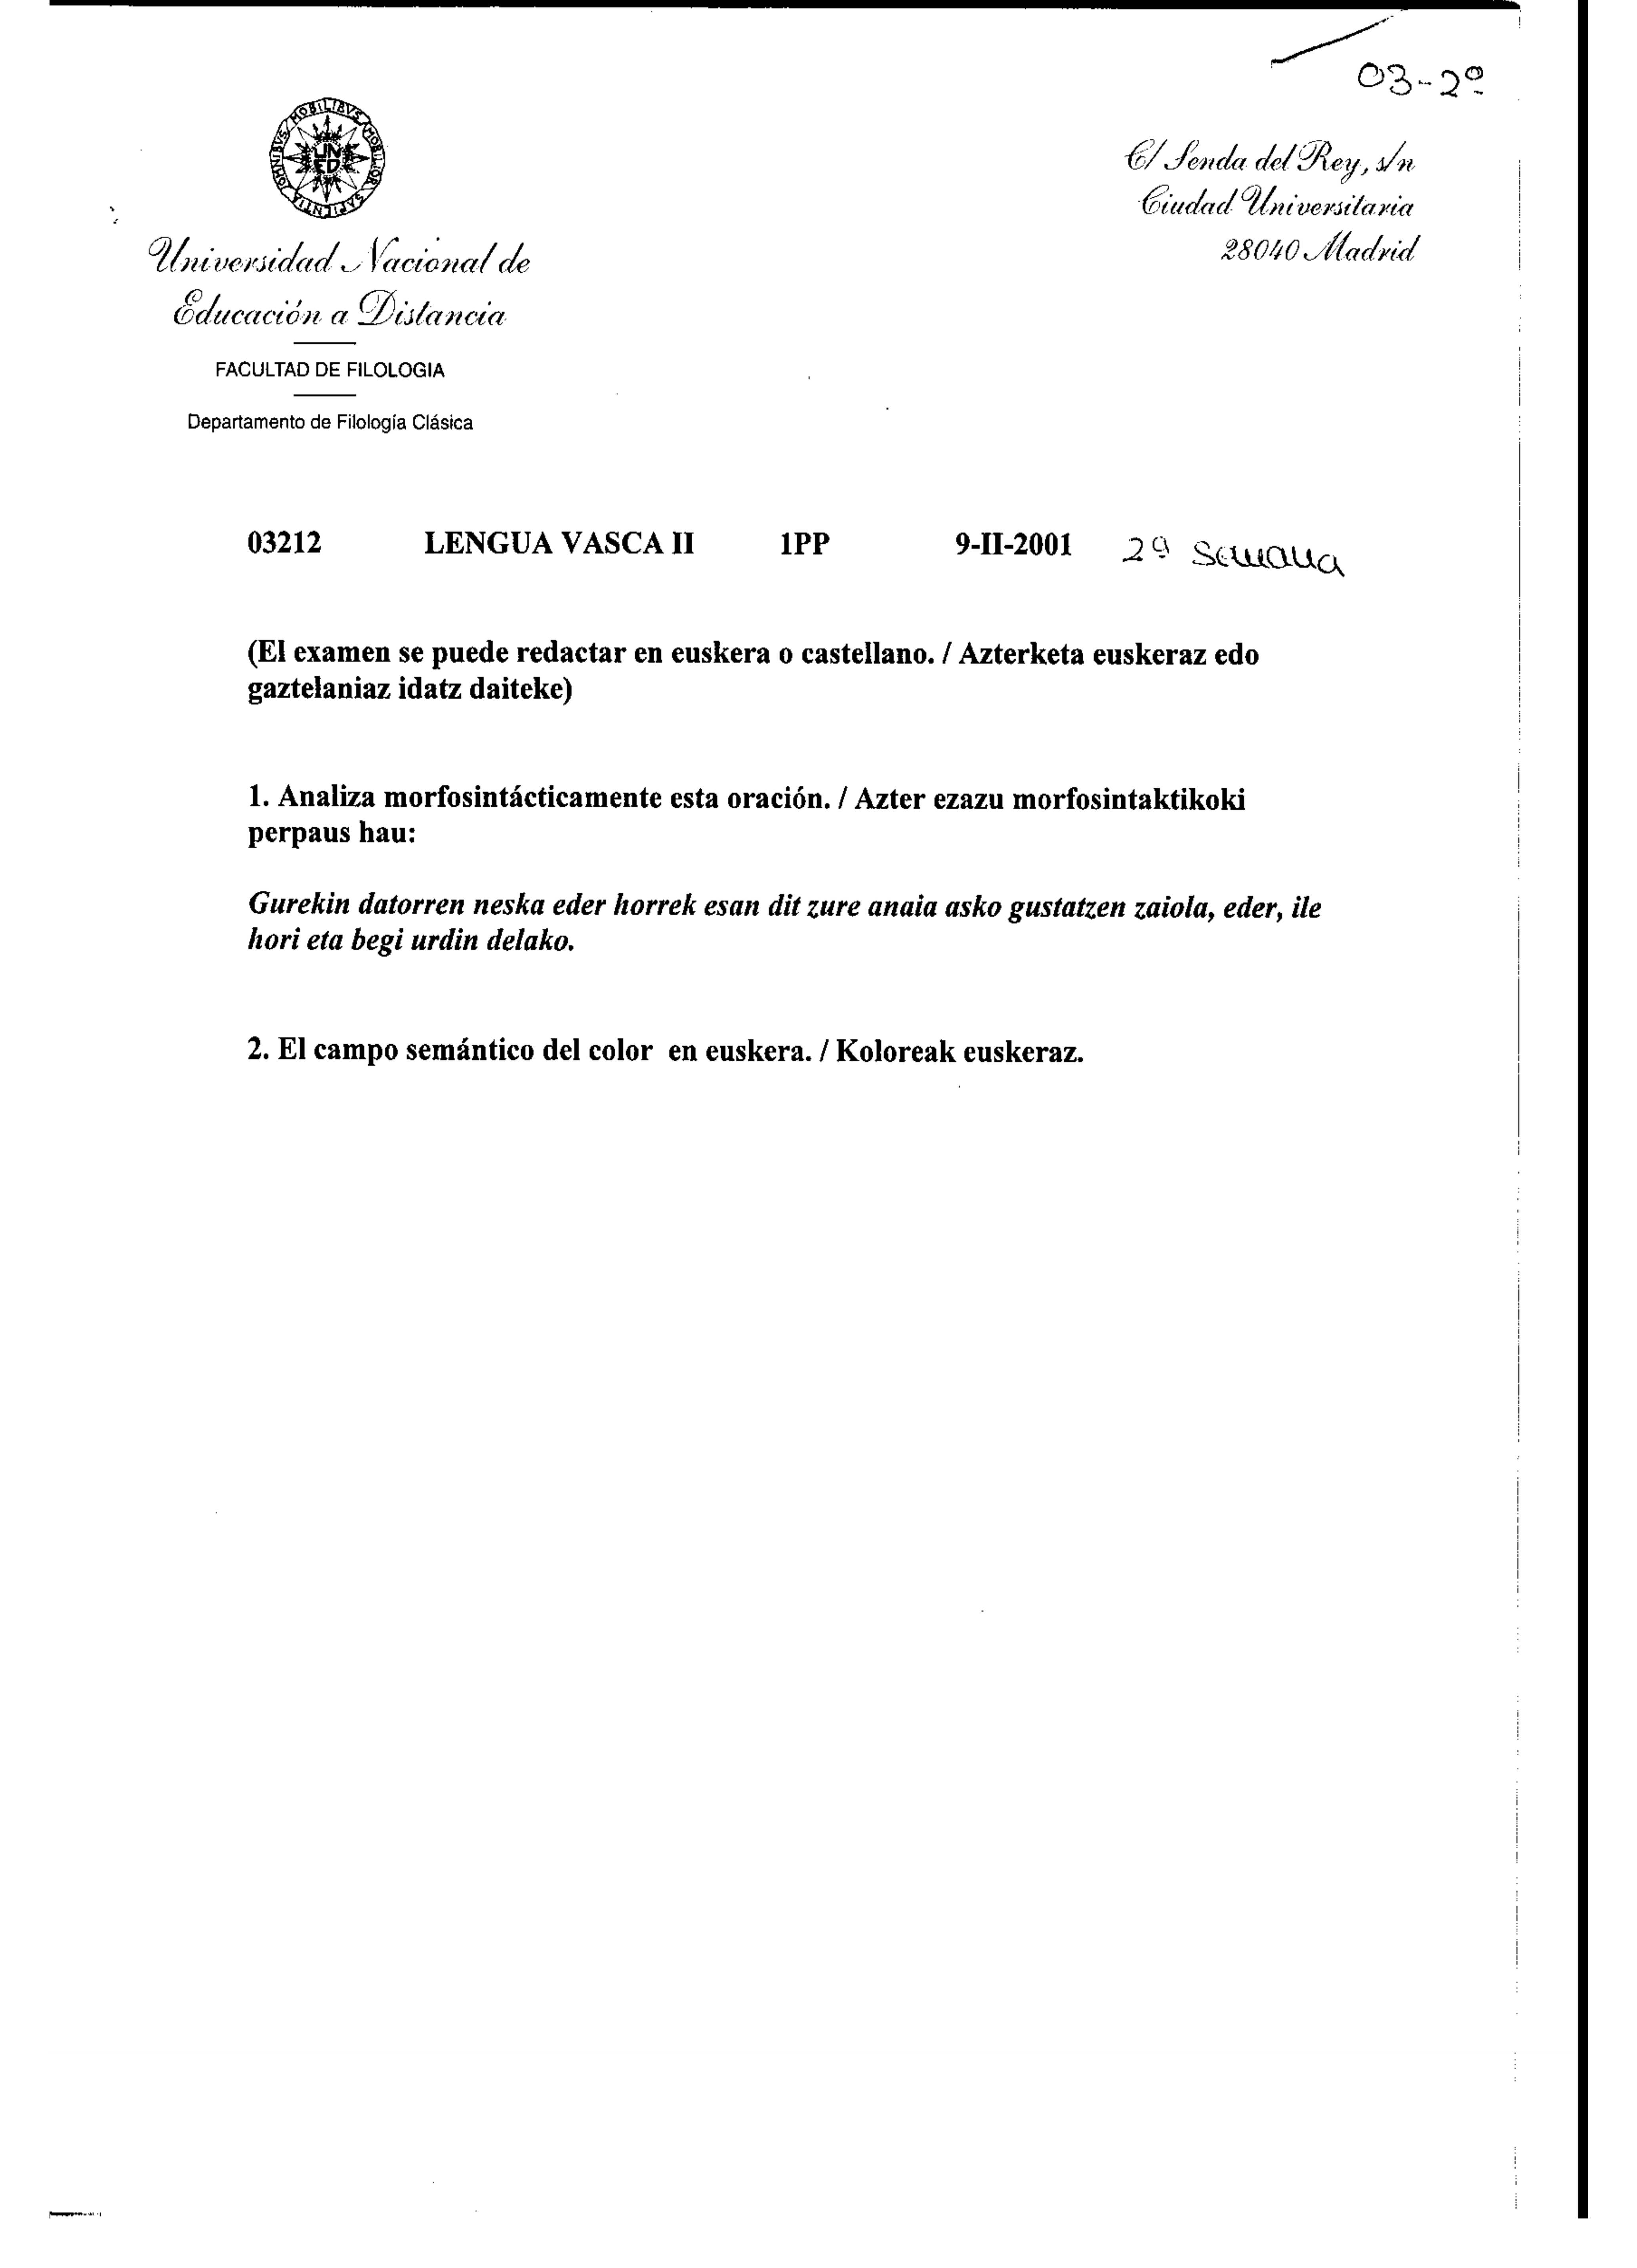 03-2º
OMNIBVS MOBILIBVS MOBILIOR SAPIENTIA
UN
ED
C/ Senda del Rey, s/n
Ciudad Universitaria
28040 Madrid
Universidad Nacional de
Educación a Distancia
FACULTAD DE FILOLOGIA
Departamento de Filología Clásica
03212 LENGUA VASCA II 1PP 9-II-2001 2ª semana
(El examen se puede redactar en euskera o castellano. / Azterketa euskeraz edo
gaztelaniaz idatz daiteke)
1. Analiza morfosintácticamente esta oración. / Azter ezazu morfosintaktikoki
perpaus hau:
Gurekin datorren neska eder horrek esan dit zure anaia asko gustatzen zaiola, eder, ile
hori eta begi urdin delako.
2. El campo semántico del color en euskera. / Koloreak euskeraz.